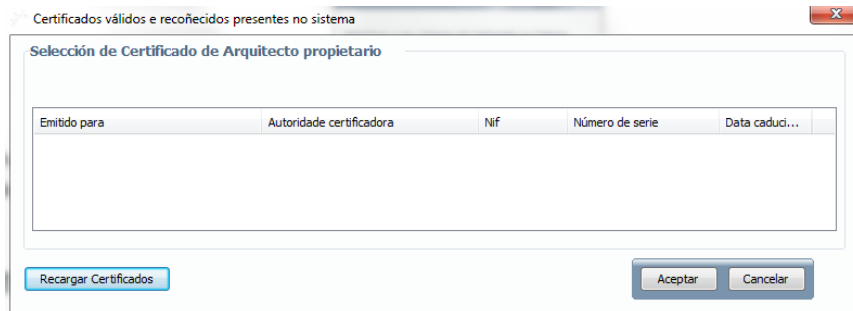 Certificados válidos e recoñecidos presentes no sistema
Selección de Certificado de Arquitecto propietario
Emitido para Autoridade certificadora Nif Número de serie Data caduci...
Recargar Certificados Aceptar Cancelar